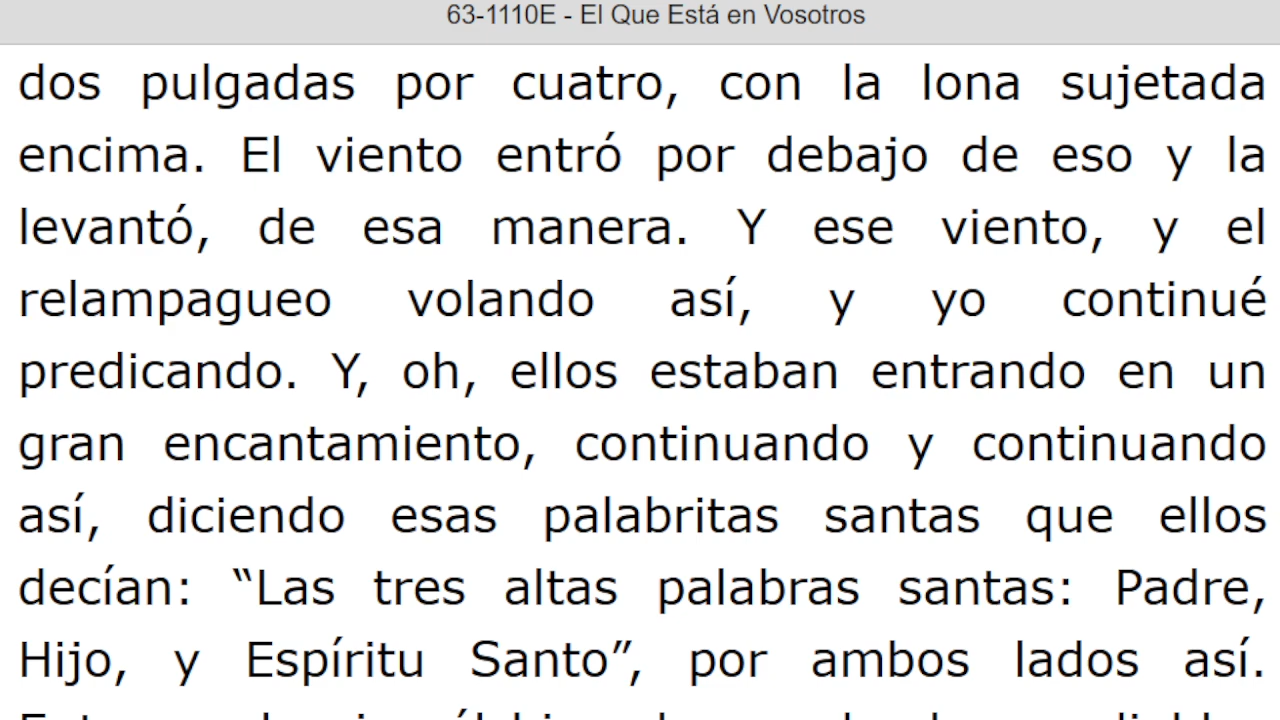 63-1110E - El Que Está en Vosotros
dos pulgadas por cuatro, con la lona sujetada
encima. El viento entró por debajo de eso y la
levantó, de esa manera. Y ese viento, y el
relampagueo volando así, y yo continué
predicando. Y, oh, ellos estaban entrando en un
gran encantamiento, continuando y continuando
así, diciendo esas palabritas santas que ellos
decían: “Las tres altas palabras santas: Padre,
Hijo, y Espíritu Santo”, por ambos lados así.